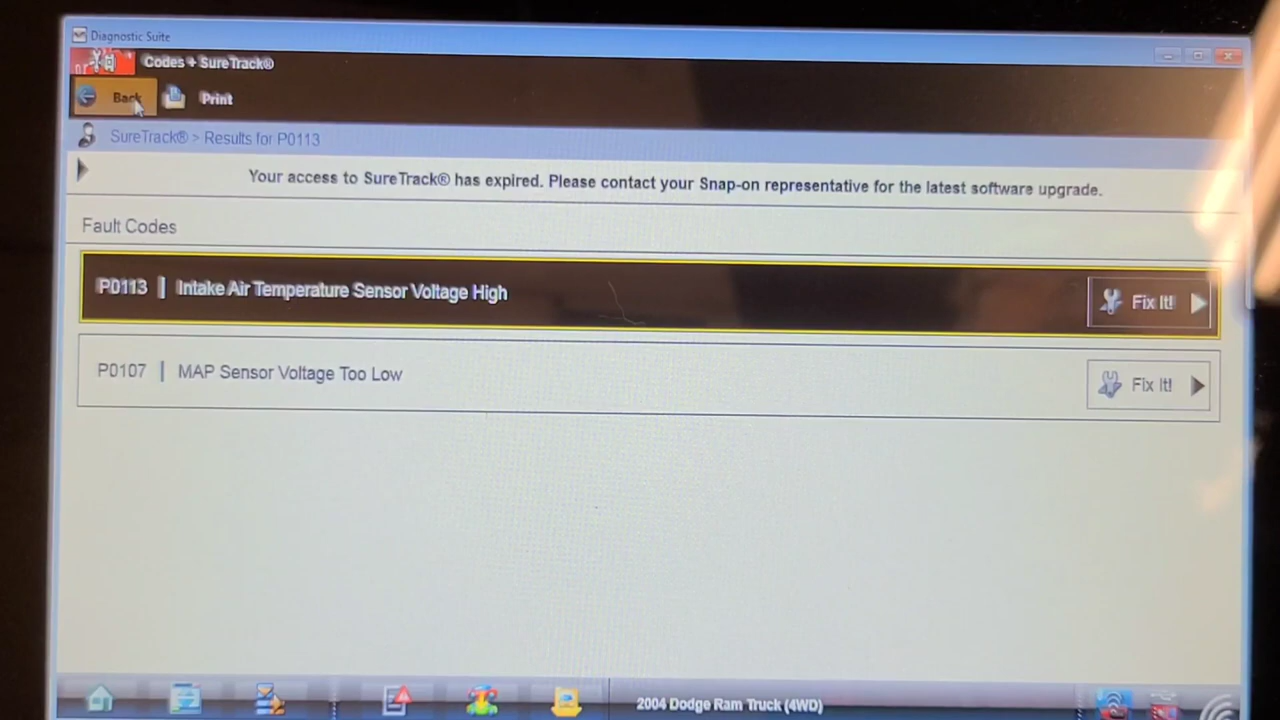 Diagnostic Suite
Codes + SureTrack®
Back Print
SureTrack® > Results for P0113
Your access to SureTrack® has expired. Please contact your Snap-on representative for the latest software upgrade.
Fault Codes
P0113 | Intake Air Temperature Sensor Voltage High Fix It!
P0107 | MAP Sensor Voltage Too Low Fix It!
2004 Dodge Ram Truck (4WD)